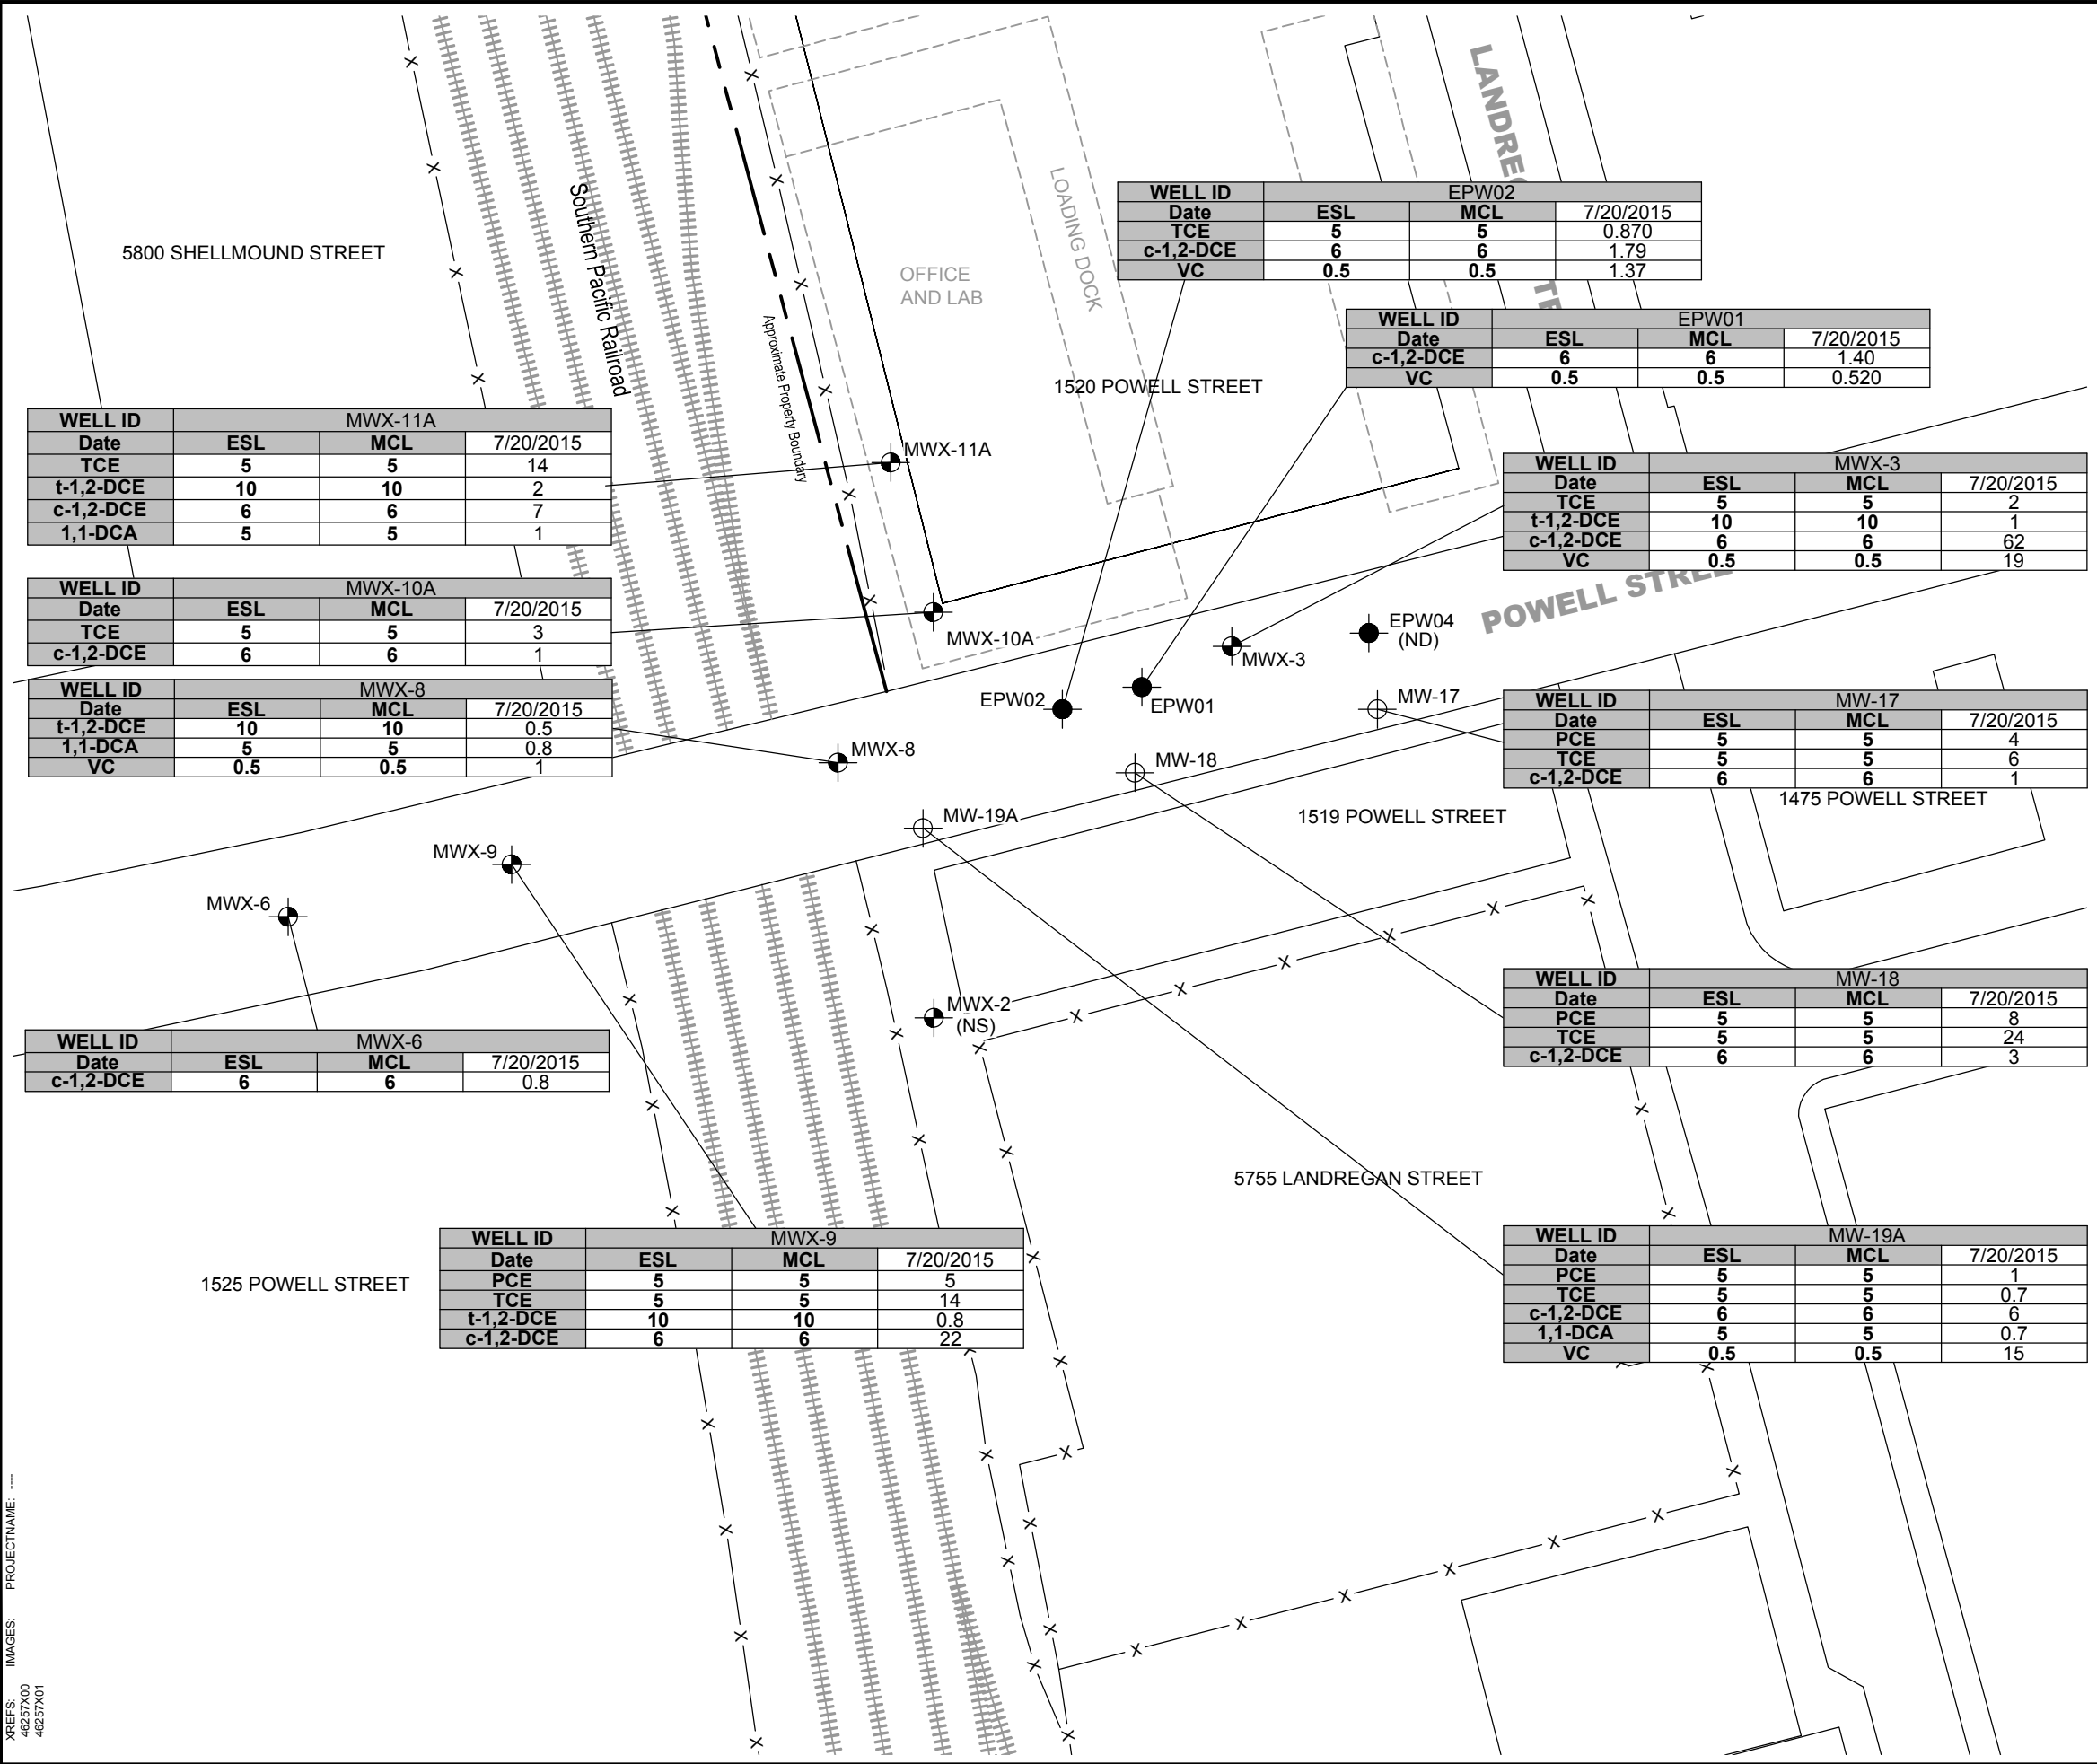 LANDREG
5800 SHELLMOUND STREET
Southern Pacific Railroad
Approximate Property Boundary
OFFICE
AND LAB
LOADING DOCK
WELL ID EPW02
Date ESL MCL 7/20/2015
TCE 5 5 0.870
c-1,2-DCE 6 6 1.79
VC 0.5 0.5 1.37
WELL ID EPW01
Date ESL MCL 7/20/2015
c-1,2-DCE 6 6 1.40
VC 0.5 0.5 0.520
1520 POWELL STREET
WELL ID MWX-11A
Date ESL MCL 7/20/2015
TCE 5 5 14
t-1,2-DCE 10 10 2
c-1,2-DCE 6 6 7
1,1-DCA 5 5 1
MWX-11A
WELL ID MWX-3
Date ESL MCL 7/20/2015
TCE 5 5 2
t-1,2-DCE 10 10 1
c-1,2-DCE 6 6 62
VC 0.5 0.5 19
POWELL STREE
WELL ID MWX-10A
Date ESL MCL 7/20/2015
TCE 5 5 3
c-1,2-DCE 6 6 1
MWX-10A
EPW04
(ND)
MWX-3
WELL ID MWX-8
Date ESL MCL 7/20/2015
t-1,2-DCE 10 10 0.5
1,1-DCA 5 5 0.8
VC 0.5 0.5 1
EPW02
EPW01
MW-17
WELL ID MW-17
Date ESL MCL 7/20/2015
PCE 5 5 4
TCE 5 5 6
c-1,2-DCE 6 6 1
MWX-8
MW-18
1475 POWELL STREET
MW-19A
1519 POWELL STREET
MWX-9
MWX-6
MWX-2
(NS)
WELL ID MW-18
Date ESL MCL 7/20/2015
PCE 5 5 8
TCE 5 5 24
c-1,2-DCE 6 6 3
WELL ID MWX-6
Date ESL MCL 7/20/2015
c-1,2-DCE 6 6 0.8
5755 LANDREGAN STREET
1525 POWELL STREET
WELL ID MWX-9
Date ESL MCL 7/20/2015
PCE 5 5 5
TCE 5 5 14
t-1,2-DCE 10 10 0.8
c-1,2-DCE 6 6 22
WELL ID MW-19A
Date ESL MCL 7/20/2015
PCE 5 5 1
TCE 5 5 0.7
c-1,2-DCE 6 6 6
1,1-DCA 5 5 0.7
VC 0.5 0.5 15
XREFS: IMAGES: PROJECTNAME: ----
46257X00
46257X01